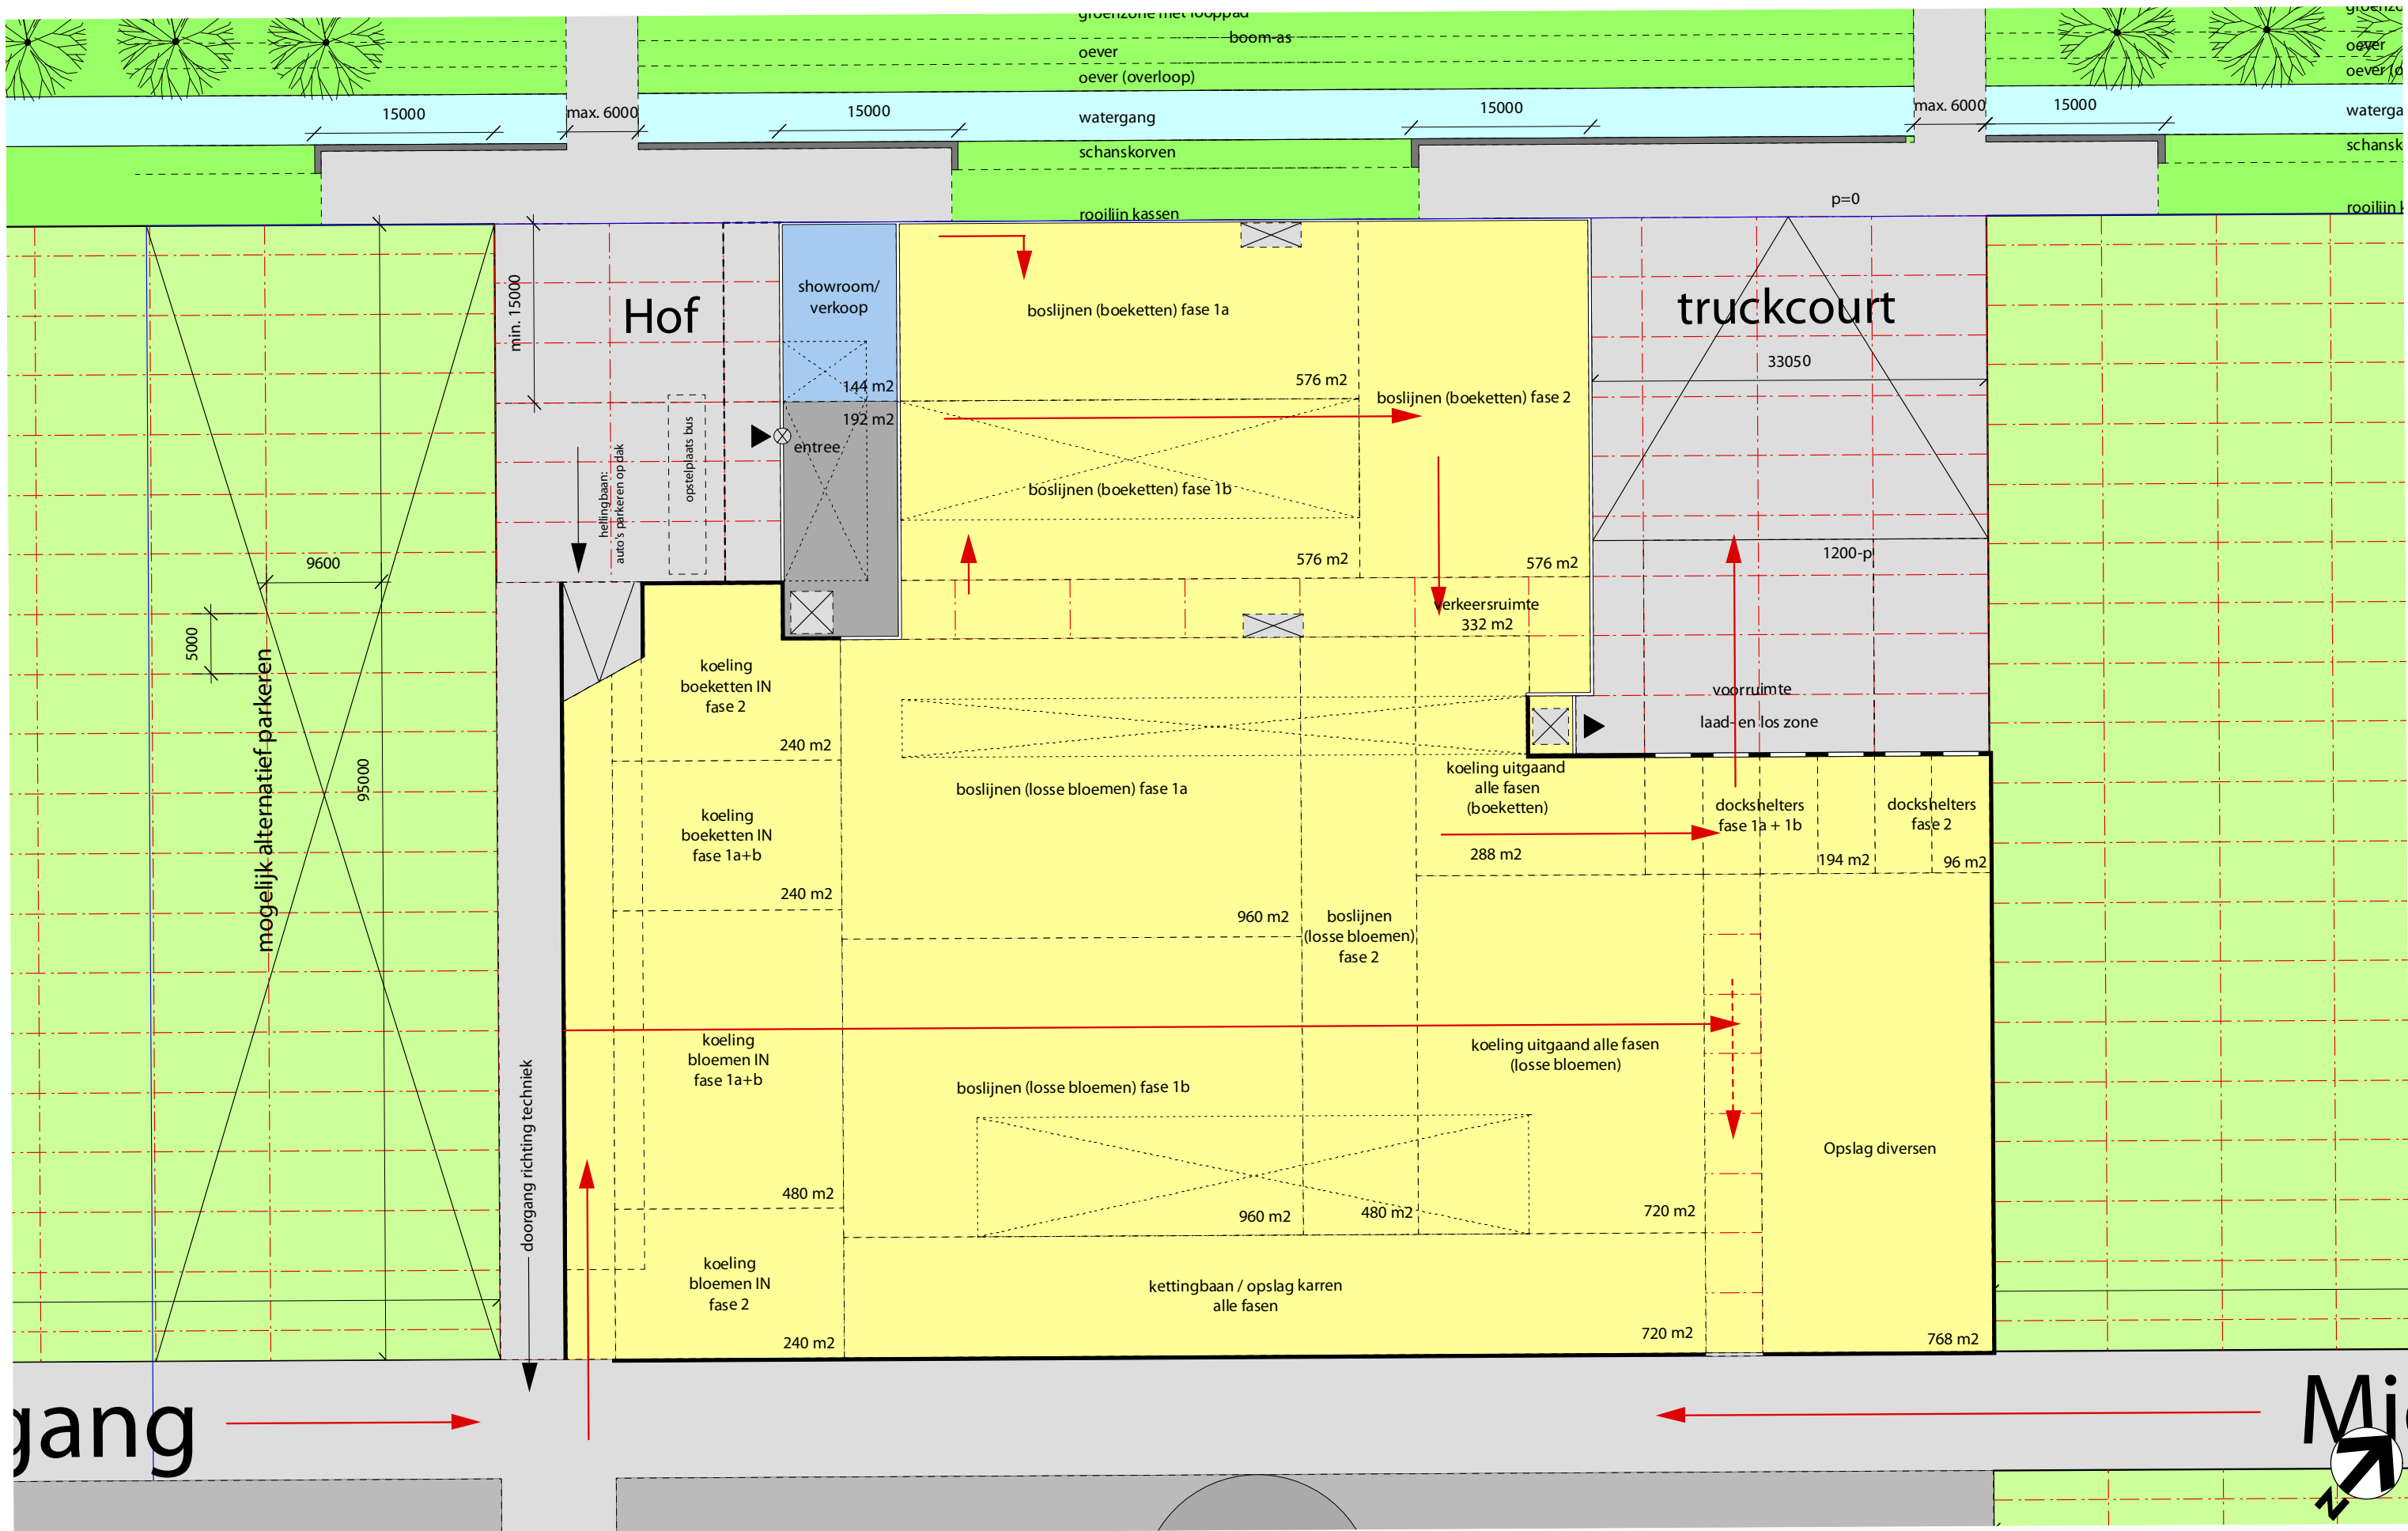 groenzone met looppad
boom-as
oever
oever
oever (overloop)
15000
max. 6000
15000
watergang
15000
max. 6000
15000
schanskorven
p=0
rooilijn kassen
min. 15000
Hof
showroom/
verkoop
144 m2
192 m2
entree
opstelplaats bus
hellingbaan:
auto's parkeren op dak
boslijnen (boeketten) fase 1a
576 m2
boslijnen (boeketten) fase 2
boslijnen (boeketten) fase 1b
576 m2
576 m2
truckcourt
33050
1200-p
verkeersruimte
332 m2
voorruimte
laad- en los zone
9600
5000
mogelijk alternatief parkeren
95000
koeling
boeketten IN
fase 2
240 m2
koeling
boeketten IN
fase 1a+b
240 m2
boslijnen (losse bloemen) fase 1a
960 m2
koeling uitgaand
alle fasen
(boeketten)
288 m2
dockshelters
fase 1a + 1b
194 m2
dockshelters
fase 2
96 m2
boslijnen
(losse bloemen)
fase 2
480 m2
koeling
bloemen IN
fase 1a+b
480 m2
boslijnen (losse bloemen) fase 1b
960 m2
koeling uitgaand alle fasen
(losse bloemen)
720 m2
Opslag diversen
768 m2
doorgang richting techniek
koeling
bloemen IN
fase 2
240 m2
kettingbaan / opslag karren
alle fasen
720 m2
gang
Mi
N